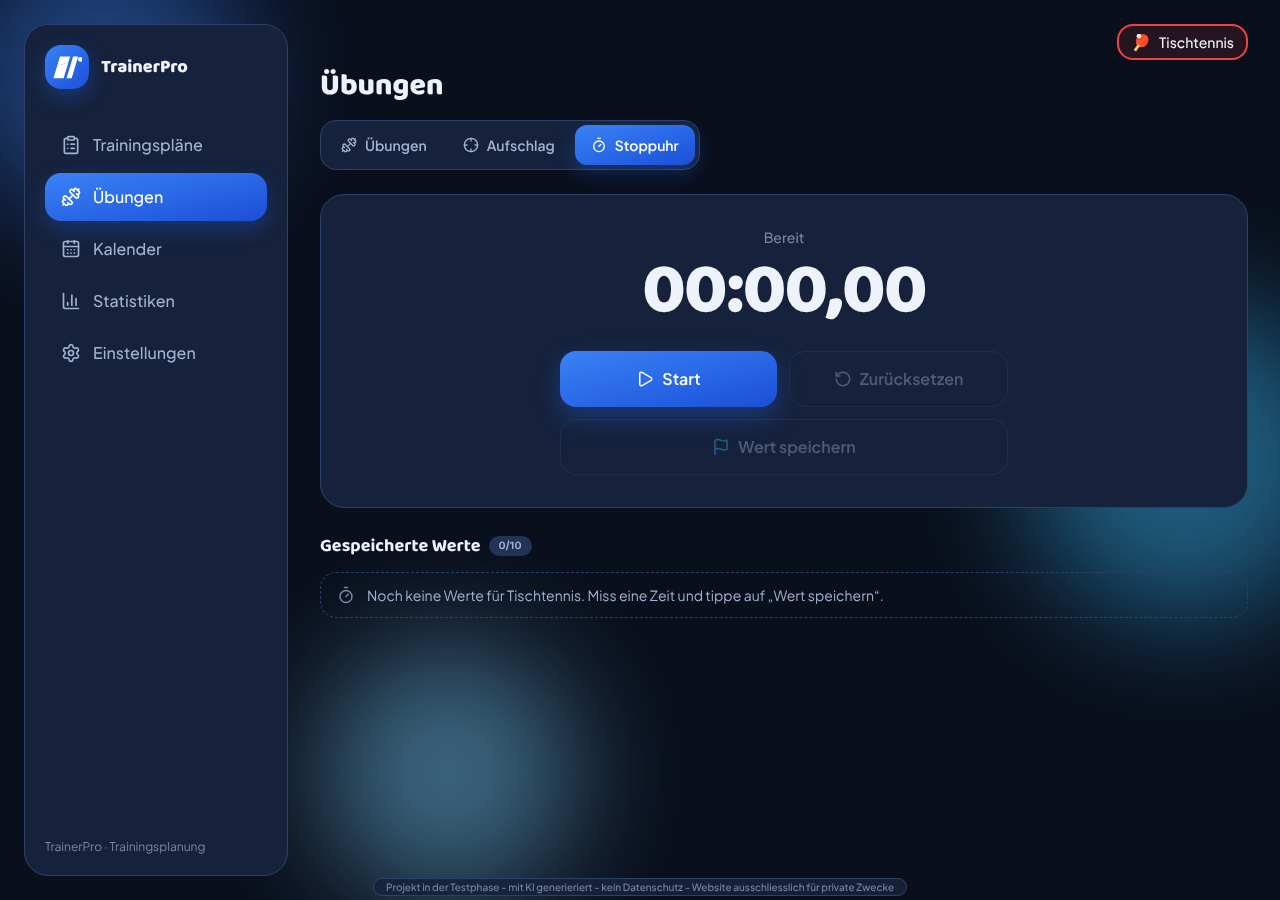 TrainerPro
Tischtennis
Trainingspläne
Übungen
Kalender
Statistiken
Einstellungen
TrainerPro · Trainingsplanung
Übungen
Übungen
Aufschlag
Stoppuhr
Bereit
00:00,00
Start
Zurücksetzen
Wert speichern
Gespeicherte Werte 0/10
Noch keine Werte für Tischtennis. Miss eine Zeit und tippe auf „Wert speichern“.
Projekt in der Testphase – mit KI generieriert – kein Datenschutz – Website ausschliesslich für private Zwecke